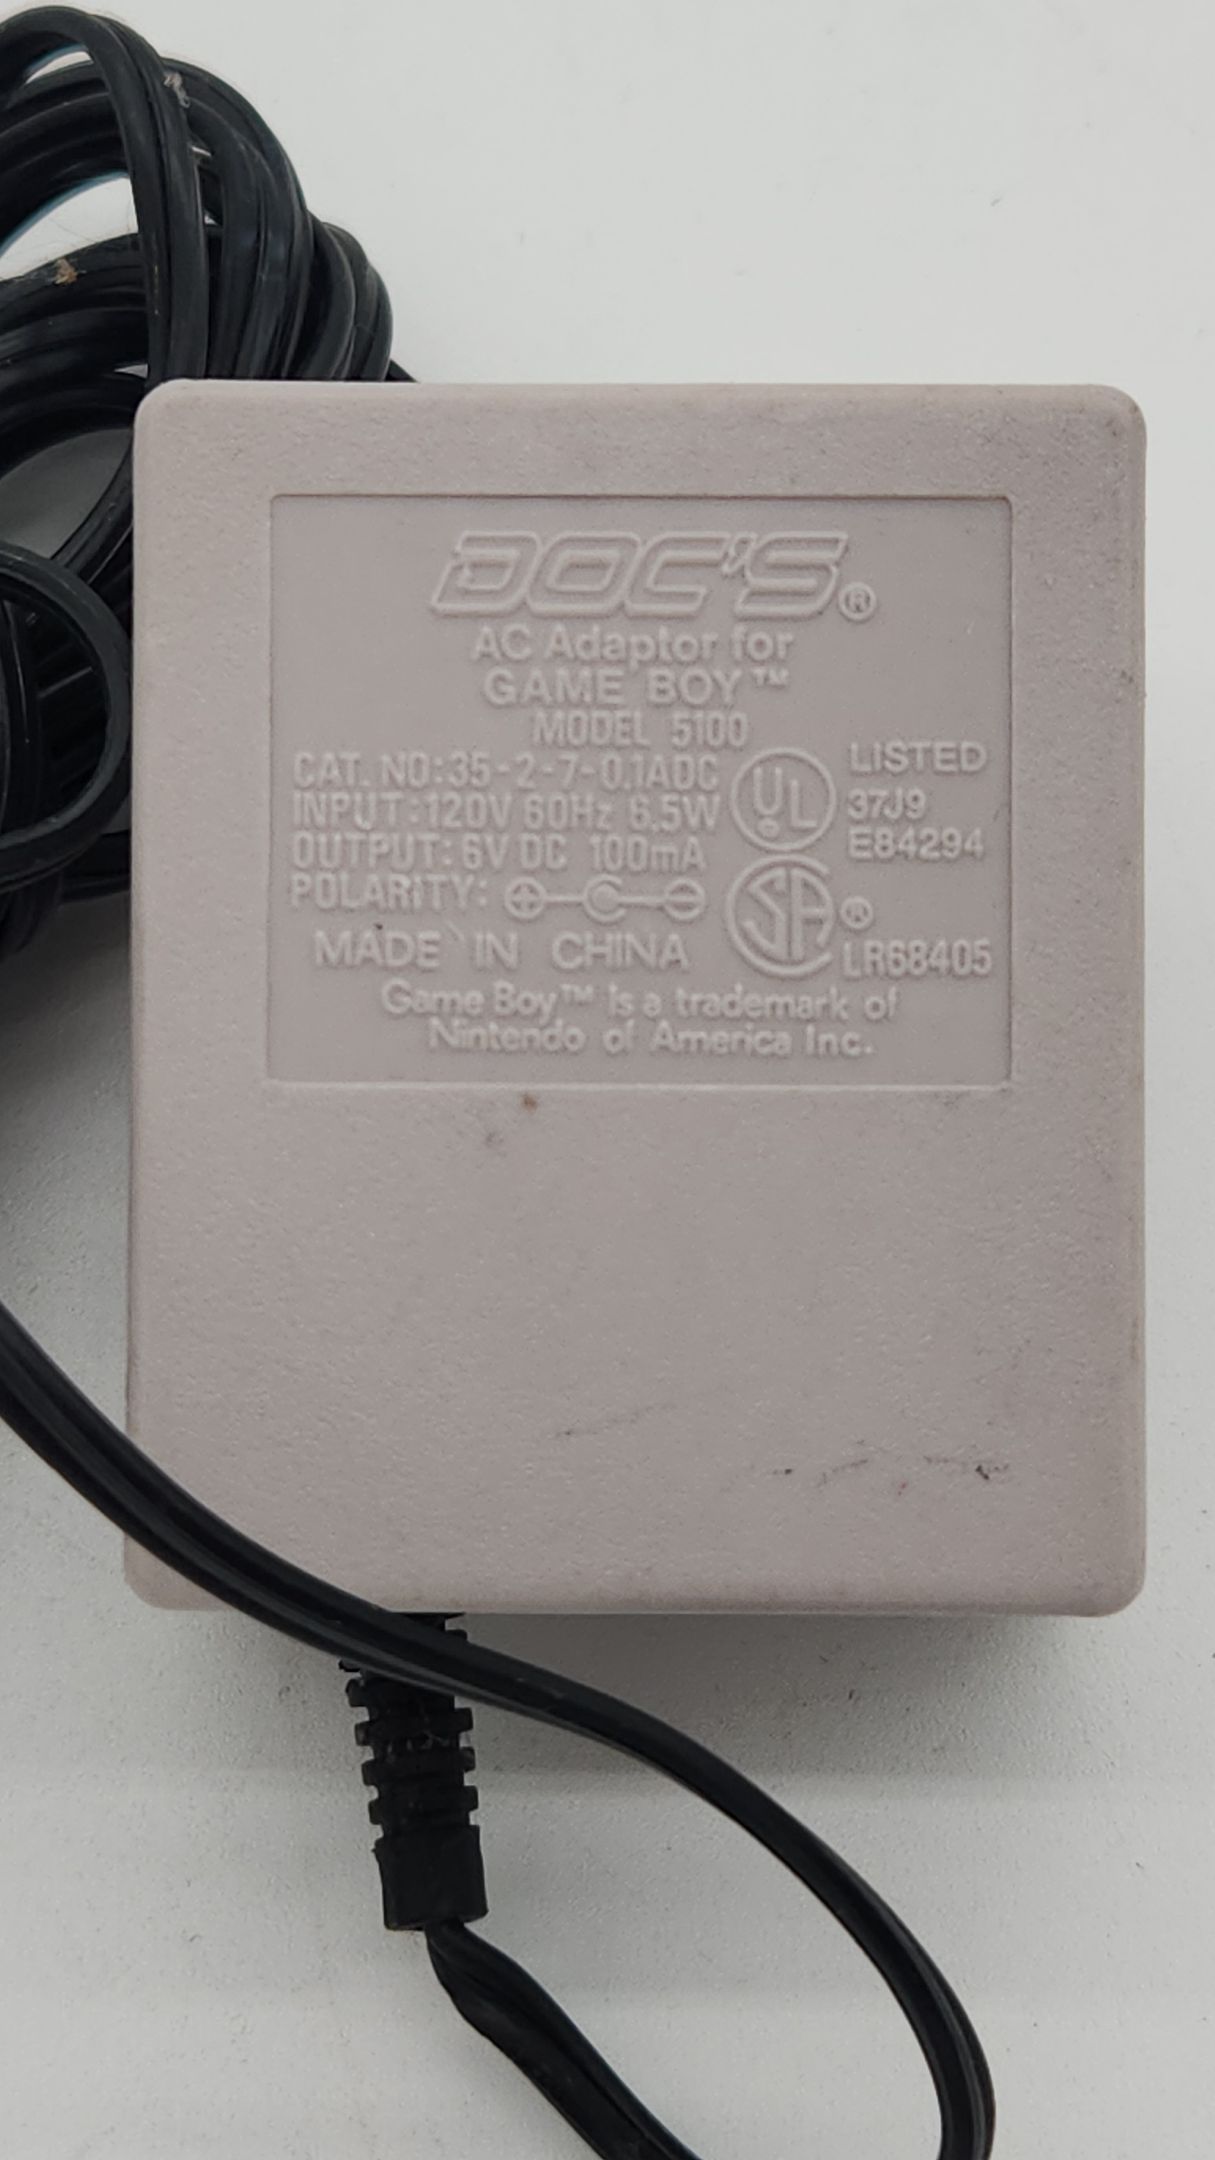 DOC'S®
AC Adaptor for
GAME BOY™
MODEL 5100
CAT. NO:35-2-7-0.1ADC
INPUT:120V 60Hz 6.5W
OUTPUT:6V DC 100mA
POLARITY:
UL
LISTED
37J9
E84294
SA®
LR68405
MADE IN CHINA
Game Boy™ is a trademark of
Nintendo of America Inc.